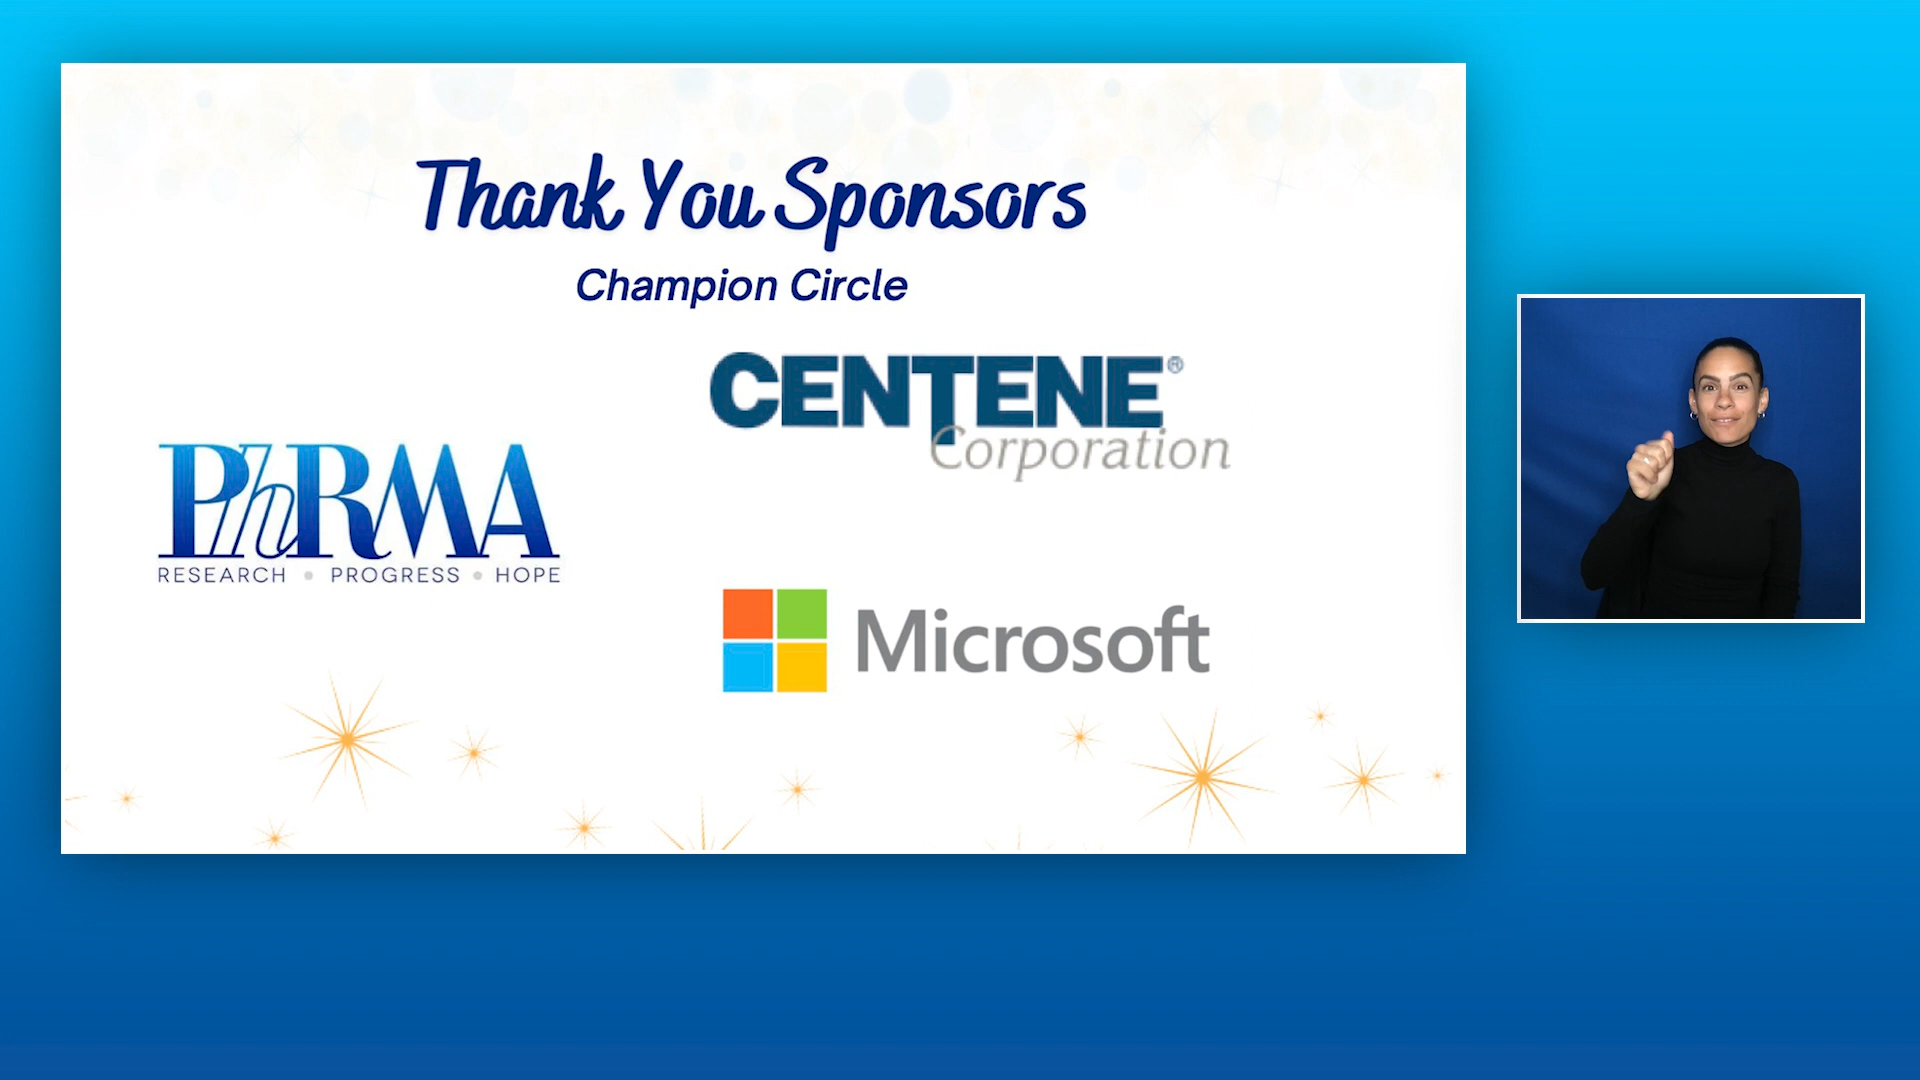 Thank You Sponsors
Champion Circle
CENTENE®
Corporation
PhRMA
RESEARCH • PROGRESS • HOPE
Microsoft